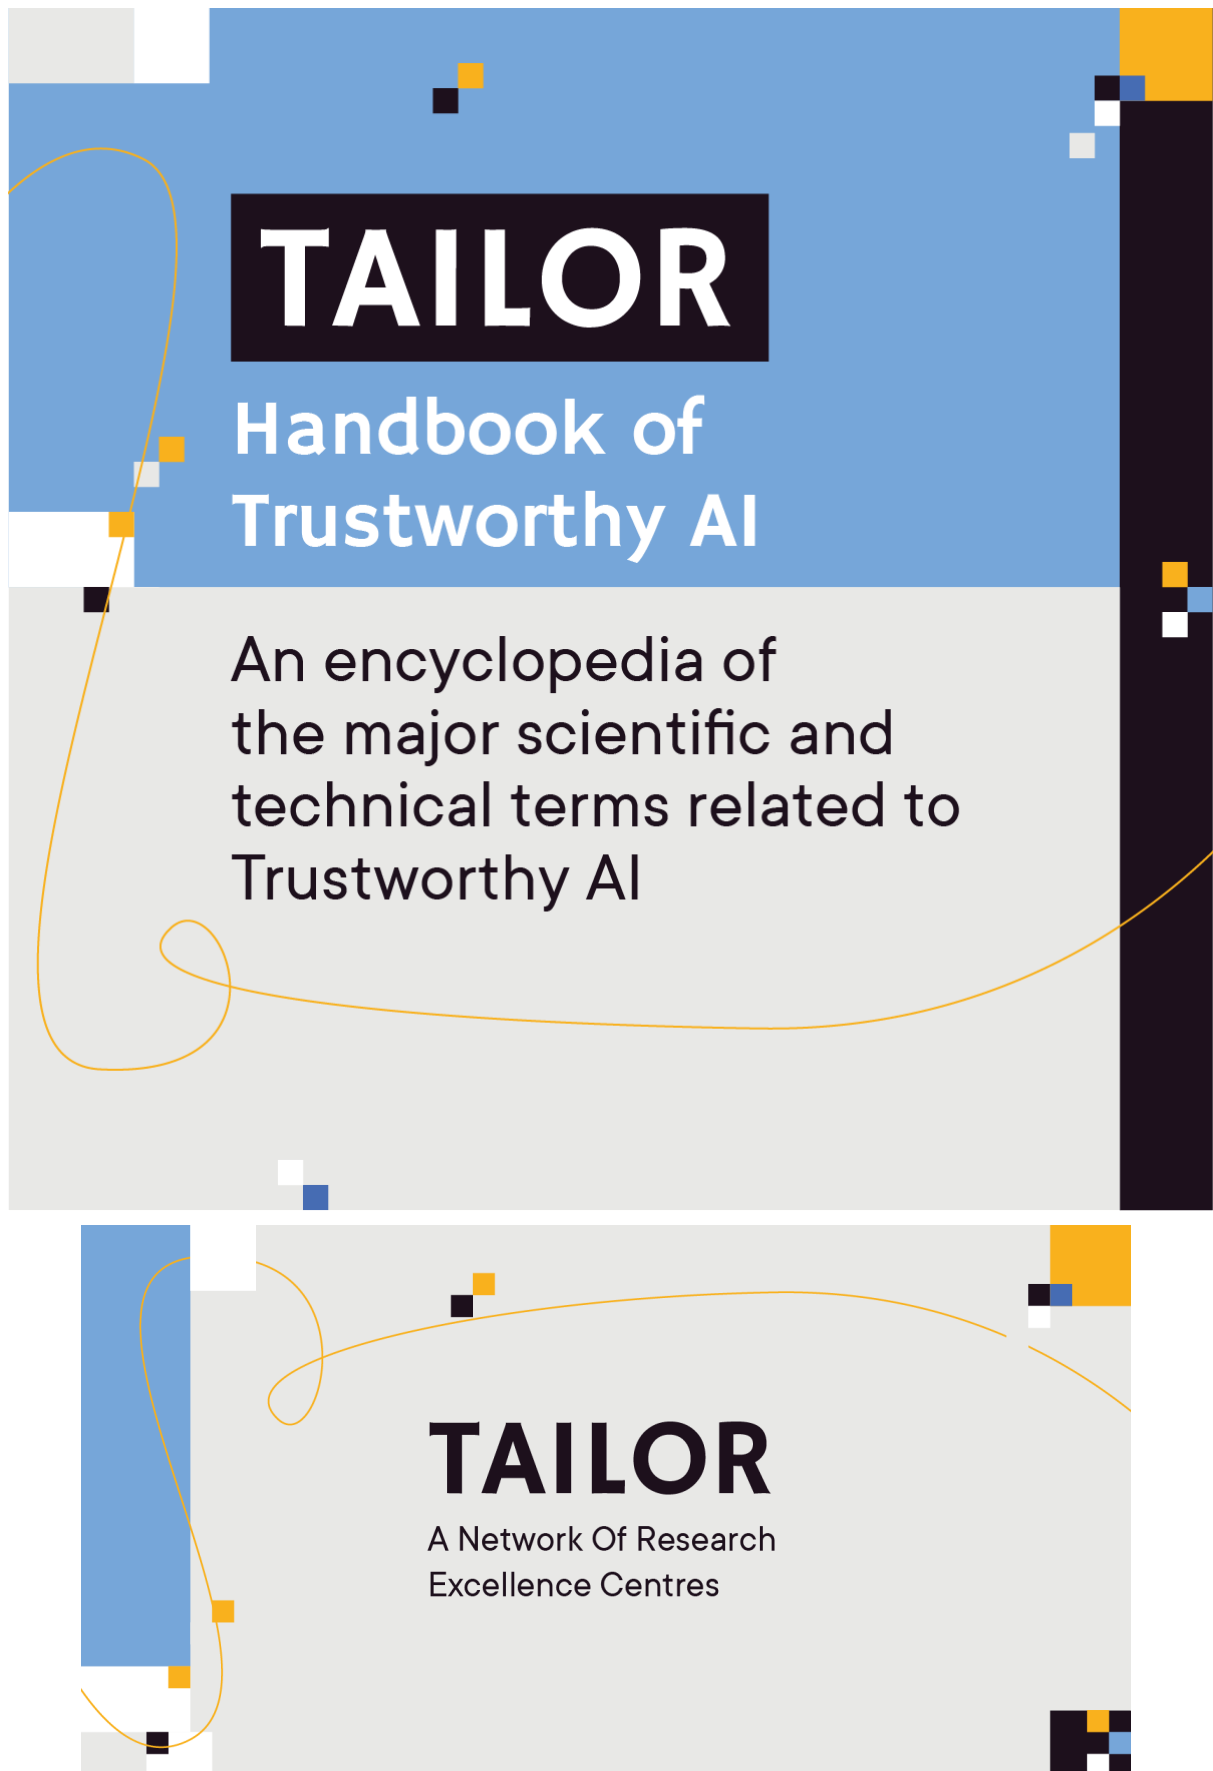 TAILOR
Handbook of
Trustworthy AI
An encyclopedia of
the major scientific and
technical terms related to
Trustworthy AI
TAILOR
A Network Of Research
Excellence Centres